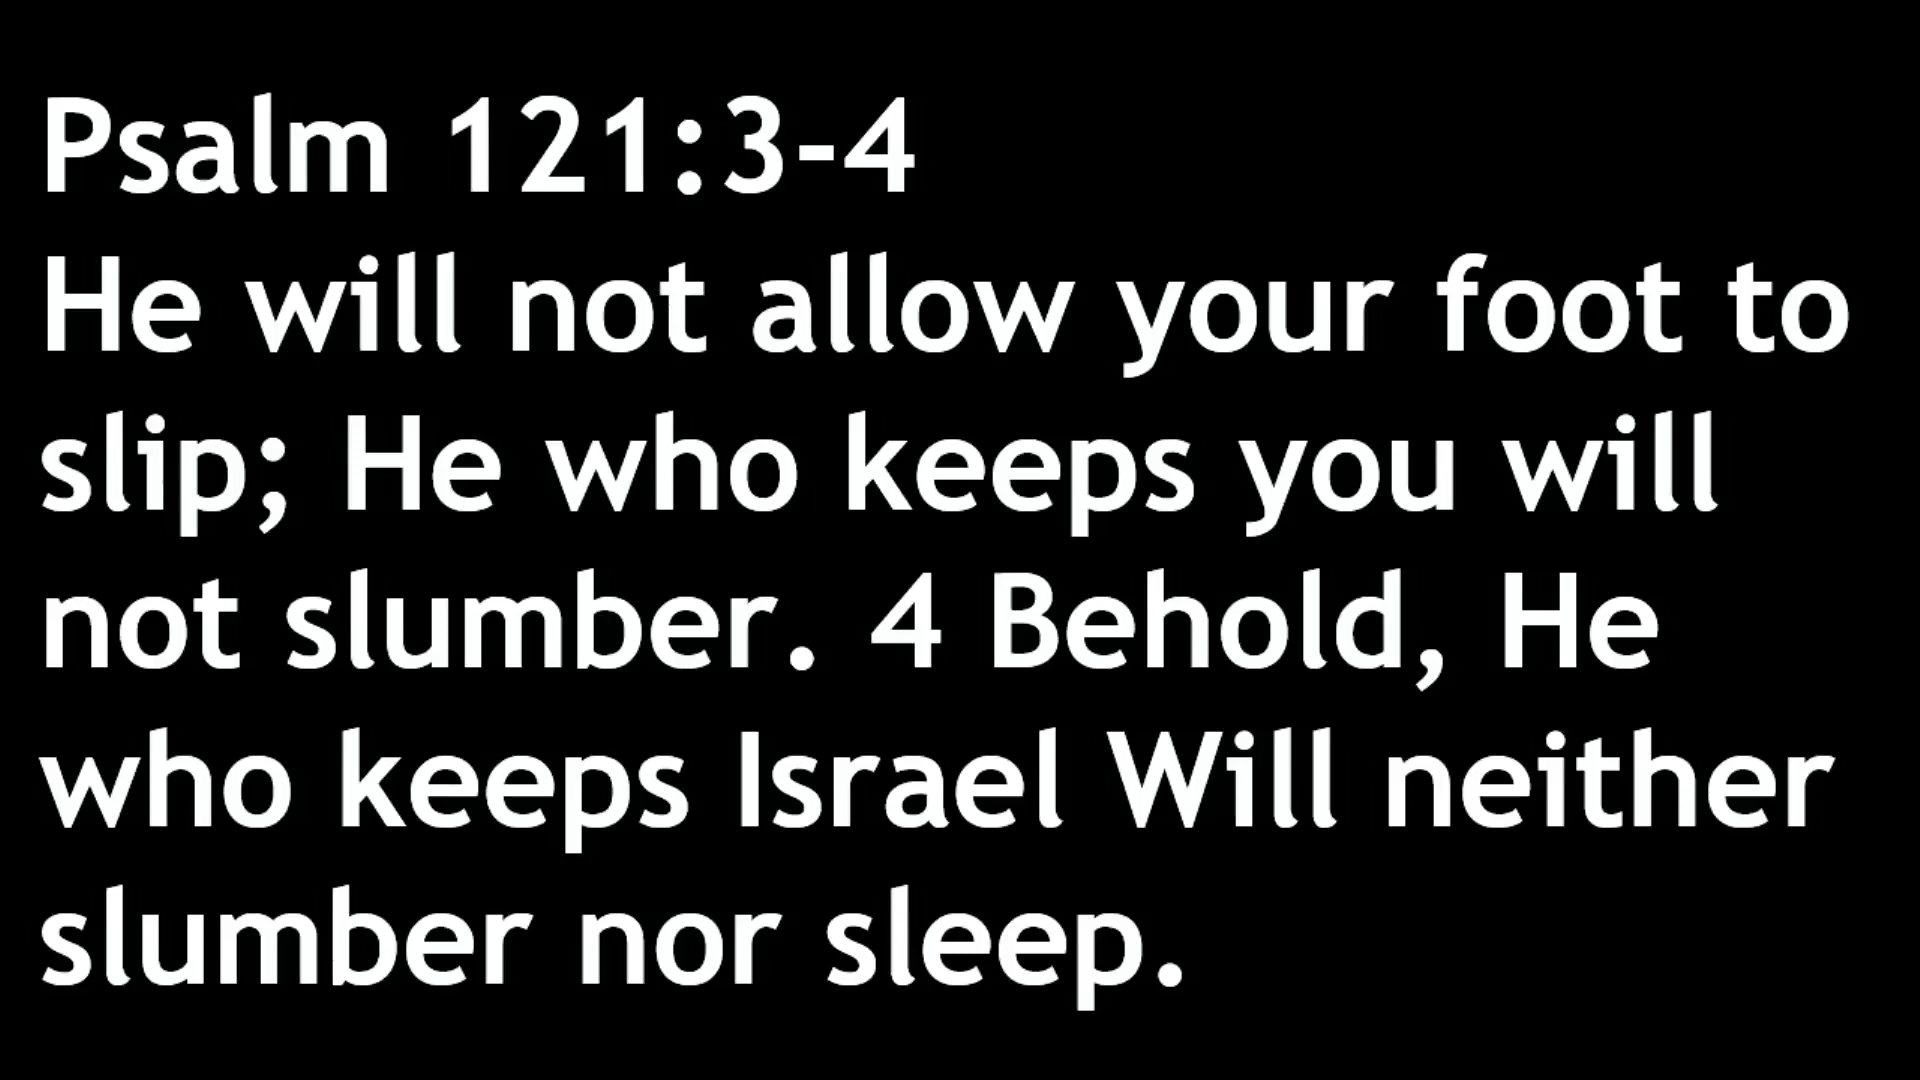 Psalm 121:3-4
He will not allow your foot to
slip; He who keeps you will
not slumber. 4 Behold, He
who keeps Israel Will neither
slumber nor sleep.